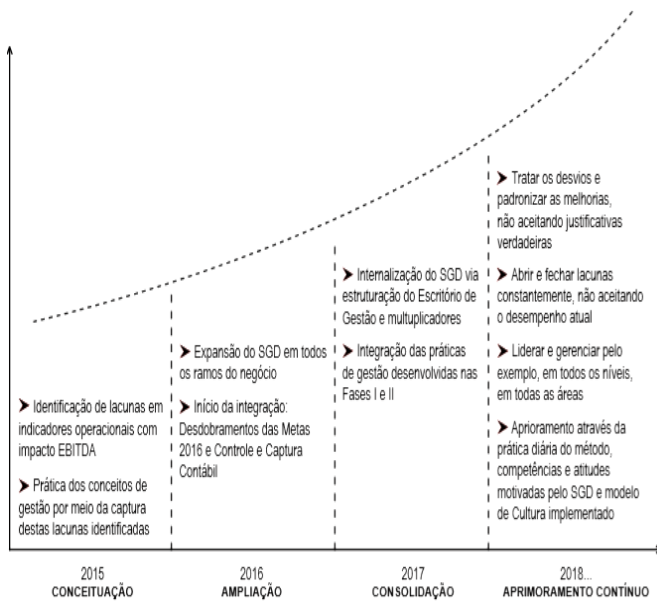 ➤ Identificação de lacunas em
indicadores operacionais com
impacto EBITDA
➤ Prática dos conceitos de
gestão por meio da captura
destas lacunas identificadas
➤ Expansão do SGD em todos
os ramos do negócio
➤ Início da integração:
Desdobramentos das Metas
2016 e Controle e Captura
Contábil
➤ Internalização do SGD via
estruturação do Escritório de
Gestão e multuplicadores
➤ Integração das práticas
de gestão desenvolvidas nas
Fases I e II
➤ Tratar os desvios e
padronizar as melhorias,
não aceitando justificativas
verdadeiras
➤ Abrir e fechar lacunas
constantemente, não aceitando
o desempenho atual
➤ Liderar e gerenciar pelo
exemplo, em todos os níveis,
em todas as áreas
➤ Aprioramento através da
prática diária do método,
competências e atitudes
motivadas pelo SGD e modelo
de Cultura implementado
2015
CONCEITUAÇÃO
2016
AMPLIAÇÃO
2017
CONSOLIDAÇÃO
2018...
APRIMORAMENTO CONTÍNUO